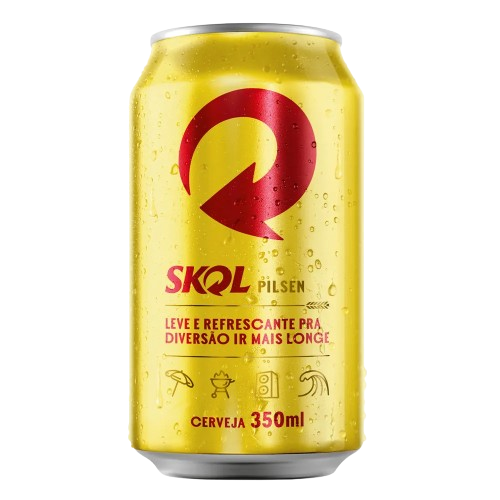 SKOL PILSEN
LEVE E REFRESCANTE PRA
DIVERSÃO IR MAIS LONGE
CERVEJA 350ml